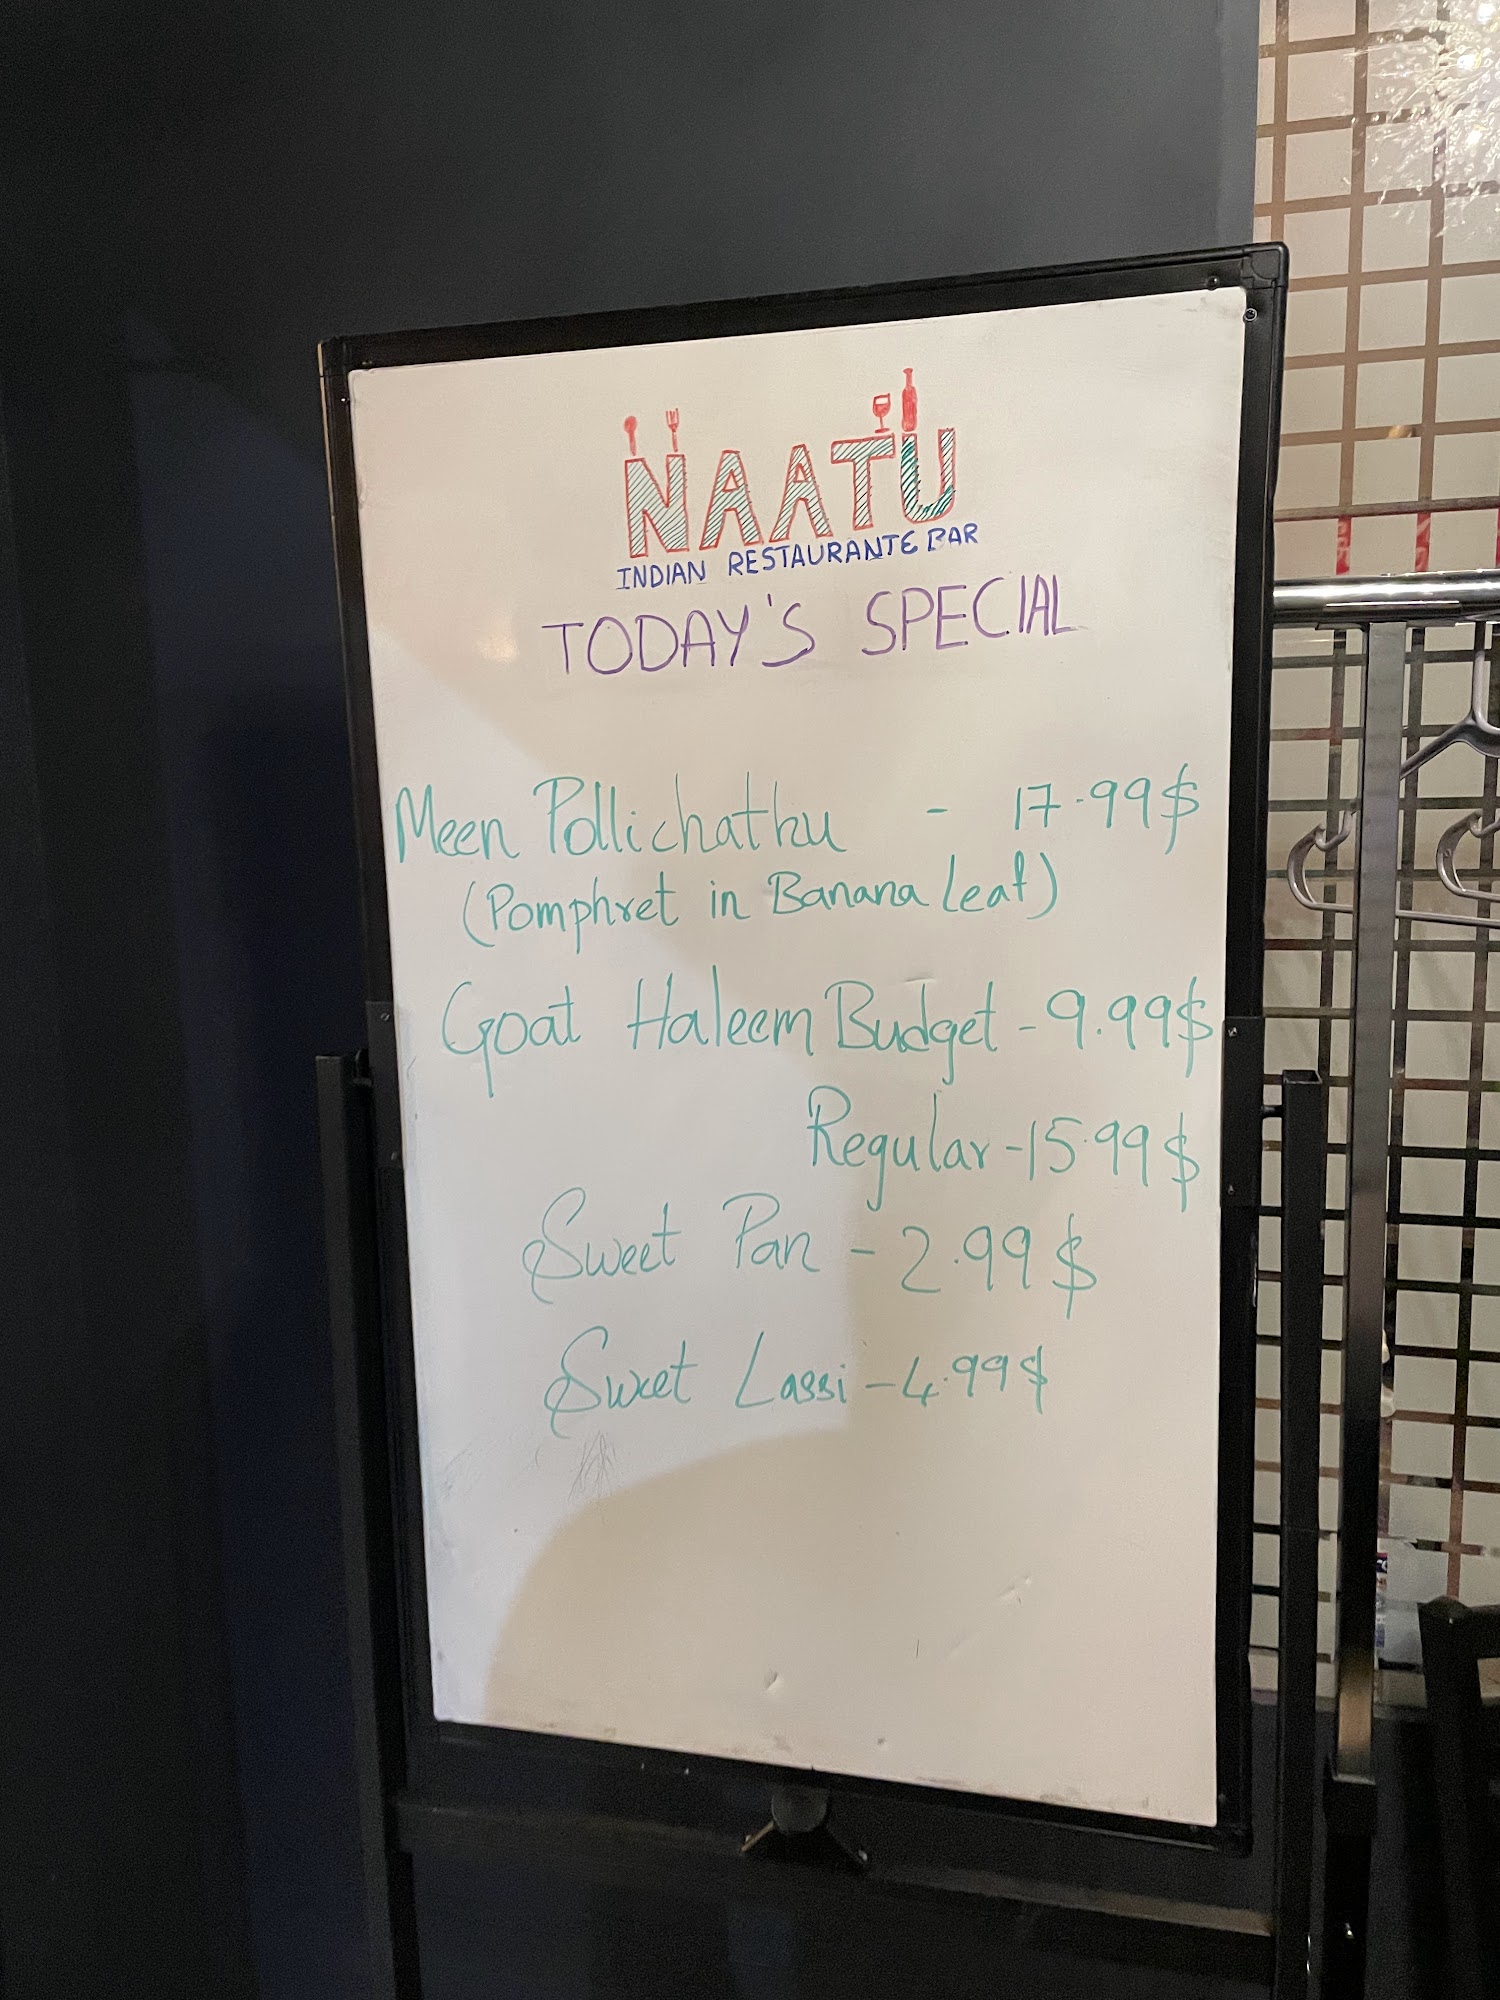 NAATU
INDIAN RESTAURANTE BAR
TODAY'S SPECIAL
Meen Pollichathu - 17.99$
(Pomphret in Banana Leaf)
Goat Haleem Budget - 9.99$
Regular - 15.99$
Sweet Pan - 2.99$
Sweet Lassi - 4.99$